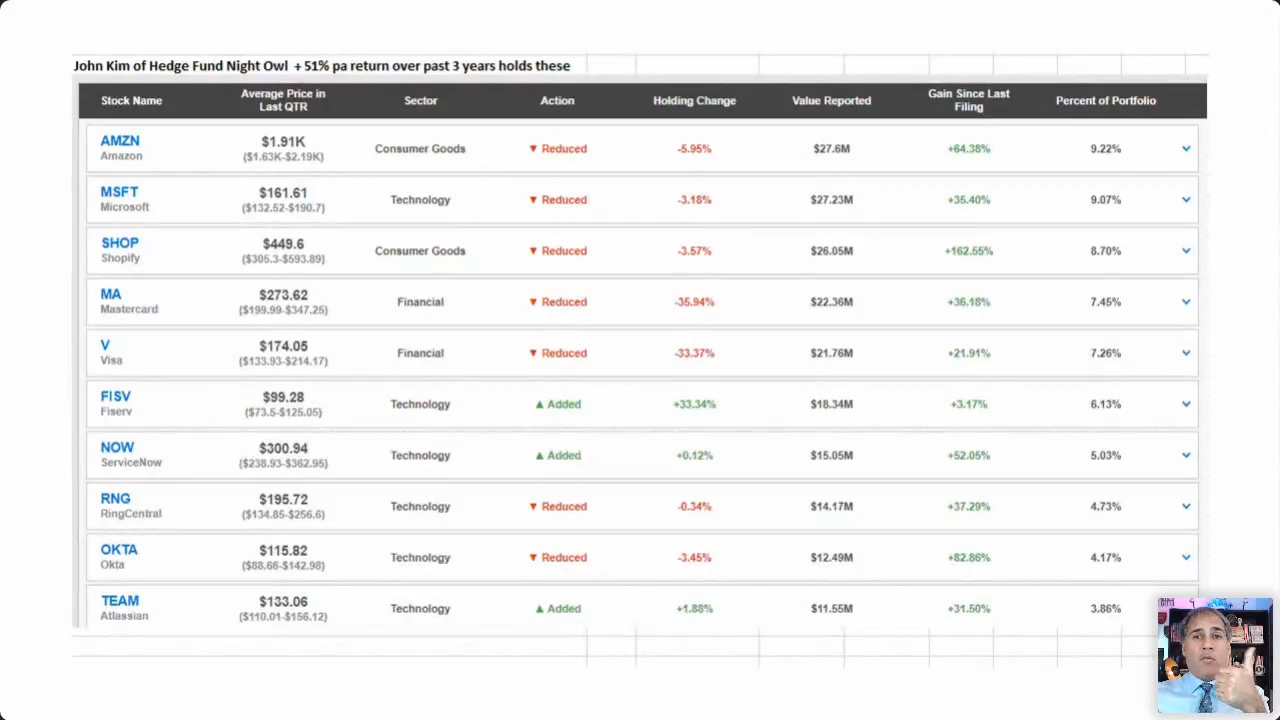 John Kim of Hedge Fund Night Owl + 51% pa return over past 3 years holds these
Stock Name Average Price in Last QTR Sector Action Holding Change Value Reported Gain Since Last Filing Percent of Portfolio
AMZN $1.91K Consumer Goods ▼ Reduced -5.95% $27.6M +64.38% 9.22%
Amazon ($1.63K-$2.19K)
MSFT $161.61 Technology ▼ Reduced -3.18% $27.23M +35.40% 9.07%
Microsoft ($132.52-$190.7)
SHOP $449.6 Consumer Goods ▼ Reduced -3.57% $26.05M +162.55% 8.70%
Shopify ($305.3-$593.89)
MA $273.62 Financial ▼ Reduced -35.94% $22.36M +36.18% 7.45%
Mastercard ($199.99-$347.25)
V $174.05 Financial ▼ Reduced -33.37% $21.76M +21.91% 7.26%
Visa ($133.93-$214.17)
FISV $99.28 Technology ▲ Added +33.34% $18.34M +3.17% 6.13%
Fiserv ($73.5-$125.05)
NOW $300.94 Technology ▲ Added +0.12% $15.05M +52.05% 5.03%
ServiceNow ($238.93-$362.95)
RNG $195.72 Technology ▼ Reduced -0.34% $14.17M +37.29% 4.73%
RingCentral ($134.85-$256.6)
OKTA $115.82 Technology ▼ Reduced -3.45% $12.49M +82.86% 4.17%
Okta ($88.66-$142.98)
TEAM $133.06 Technology ▲ Added +1.88% $11.55M +31.50% 3.86%
Atlassian ($110.01-$156.12)